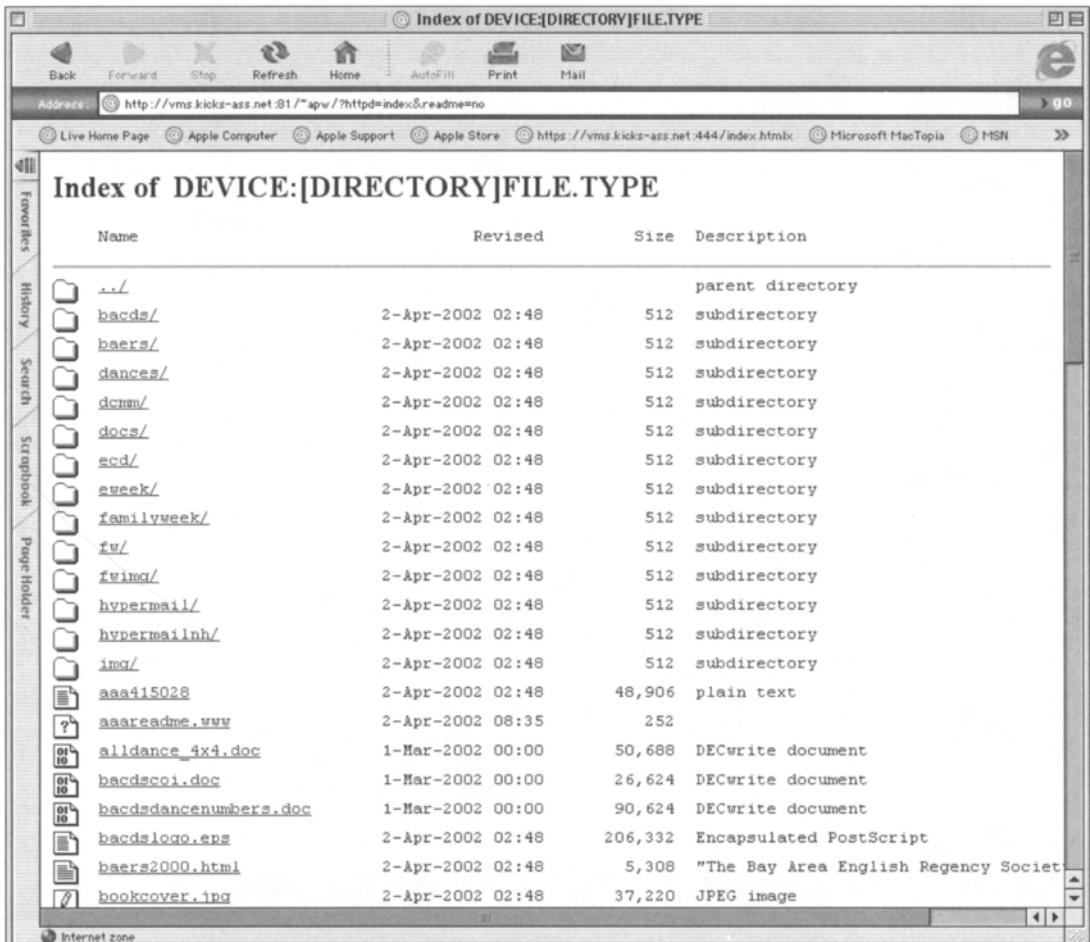 Index of DEVICE:[DIRECTORY]FILE.TYPE
Back Forward Stop Refresh Home AutoFill Print Mail
Address: http://vms.kicks-ass.net:81/~apw/?httpd=index&readme=no go
Live Home Page Apple Computer Apple Support Apple Store https://vms.kicks-ass.net:444/index.htmlx Microsoft MacTopia MSN
Favorites
History
Search
Scrapbook
Page Holder
Index of DEVICE:[DIRECTORY]FILE.TYPE
Name Revised Size Description
../ parent directory
bacds/ 2-Apr-2002 02:48 512 subdirectory
baers/ 2-Apr-2002 02:48 512 subdirectory
dances/ 2-Apr-2002 02:48 512 subdirectory
dcmm/ 2-Apr-2002 02:48 512 subdirectory
docs/ 2-Apr-2002 02:48 512 subdirectory
ecd/ 2-Apr-2002 02:48 512 subdirectory
eweek/ 2-Apr-2002 02:48 512 subdirectory
familyweek/ 2-Apr-2002 02:48 512 subdirectory
fw/ 2-Apr-2002 02:48 512 subdirectory
fwimg/ 2-Apr-2002 02:48 512 subdirectory
hypermail/ 2-Apr-2002 02:48 512 subdirectory
hypermailnh/ 2-Apr-2002 02:48 512 subdirectory
img/ 2-Apr-2002 02:48 512 subdirectory
aaa415028 2-Apr-2002 02:48 48,906 plain text
aaareadme.www 2-Apr-2002 08:35 252
alldance_4x4.doc 1-Mar-2002 00:00 50,688 DECwrite document
bacdscoi.doc 1-Mar-2002 00:00 26,624 DECwrite document
bacdsdancenumbers.doc 1-Mar-2002 00:00 90,624 DECwrite document
bacdslogo.eps 2-Apr-2002 02:48 206,332 Encapsulated PostScript
baers2000.html 2-Apr-2002 02:48 5,308 "The Bay Area English Regency Societ
bookcover.jpg 2-Apr-2002 02:48 37,220 JPEG image
Internet zone